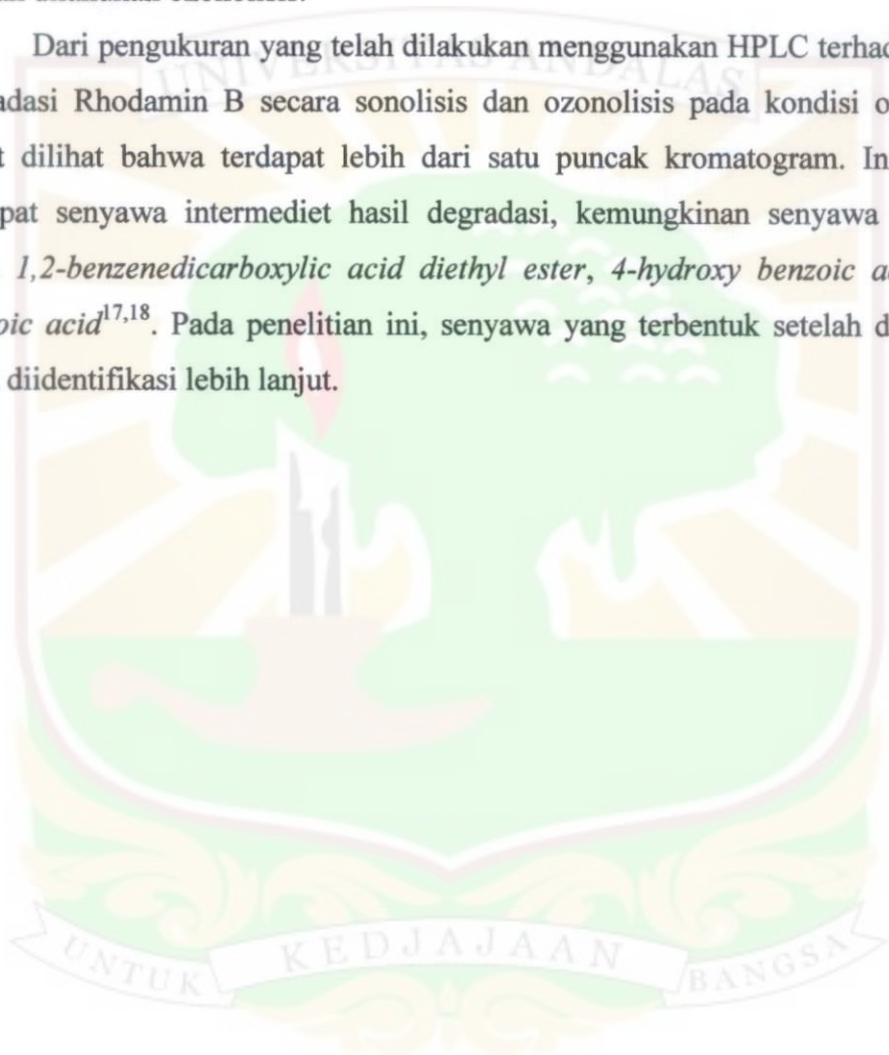 Dari pengukuran yang telah dilakukan menggunakan HPLC terhad
adasi Rhodamin B secara sonolisis dan ozonolisis pada kondisi o
t dilihat bahwa terdapat lebih dari satu puncak kromatogram. In
pat senyawa intermediet hasil degradasi, kemungkinan senyawa
1,2-benzenedicarboxylic acid diethyl ester, 4-hydroxy benzoic a
oic acid17,18. Pada penelitian ini, senyawa yang terbentuk setelah d
diidentifikasi lebih lanjut.
UNIVERSITAS ANDALAS
UNTUK KEDJAJAAN BANGSA